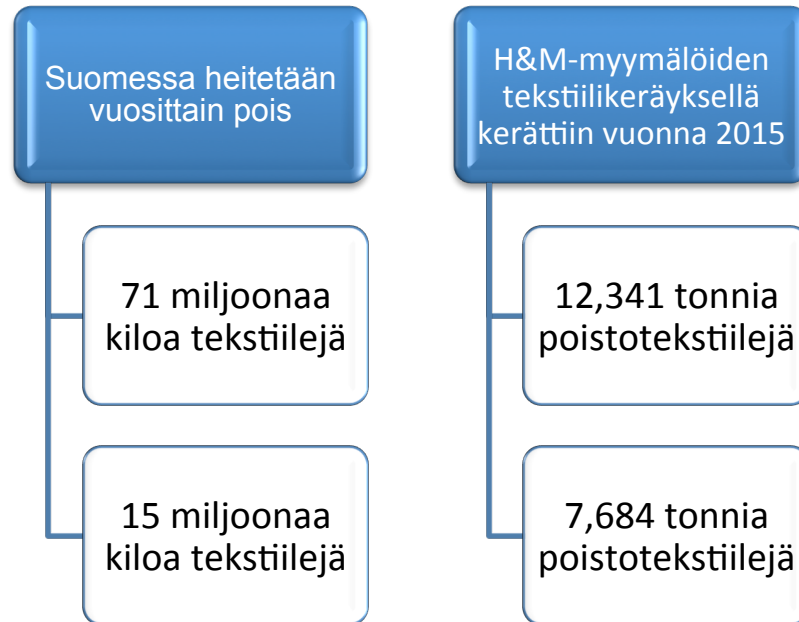 Suomessa heitetään
vuosittain pois
71 miljoonaa
kiloa tekstiilejä
15 miljoonaa
kiloa tekstiilejä
H&M-myymälöiden
tekstiilikeräyksellä
kerättiin vuonna 2015
12,341 tonnia
poistotekstiilejä
7,684 tonnia
poistotekstiilejä